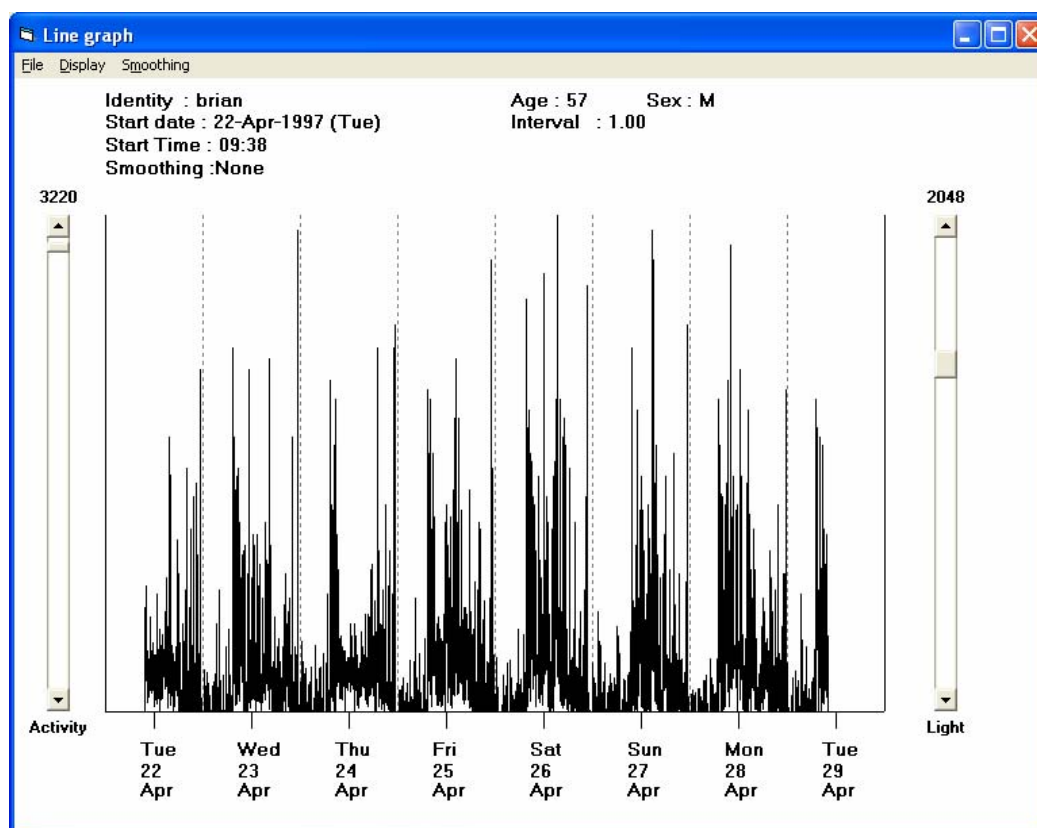 Line graph
File Display Smoothing
Identity : brian
Age : 57 Sex : M
Start date : 22-Apr-1997 (Tue)
Interval : 1.00
Start Time : 09:38
Smoothing :None
3220
2048
Activity
Light
Tue Wed Thu Fri Sat Sun Mon Tue
22 23 24 25 26 27 28 29
Apr Apr Apr Apr Apr Apr Apr Apr